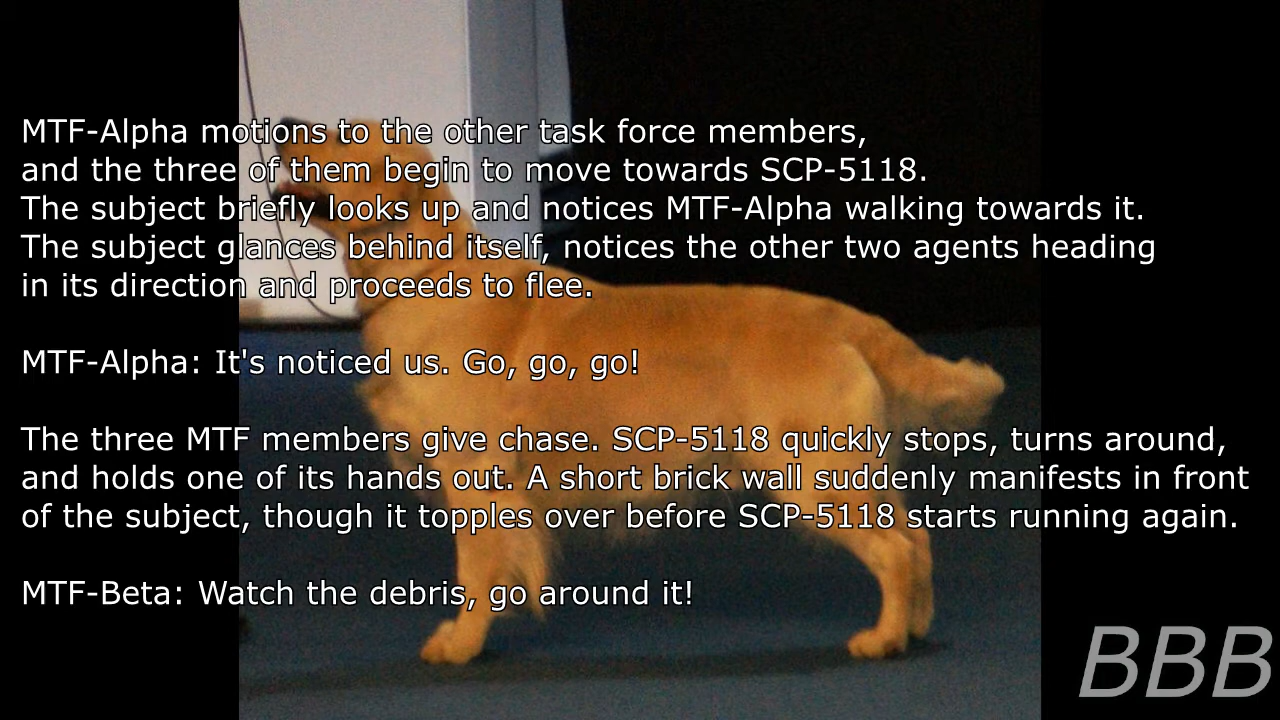 MTF-Alpha motions to the other task force members,
and the three of them begin to move towards SCP-5118.
The subject briefly looks up and notices MTF-Alpha walking towards it.
The subject glances behind itself, notices the other two agents heading
in its direction and proceeds to flee.
MTF-Alpha: It's noticed us. Go, go, go!
The three MTF members give chase. SCP-5118 quickly stops, turns around,
and holds one of its hands out. A short brick wall suddenly manifests in front
of the subject, though it topples over before SCP-5118 starts running again.
MTF-Beta: Watch the debris, go around it!
BBB